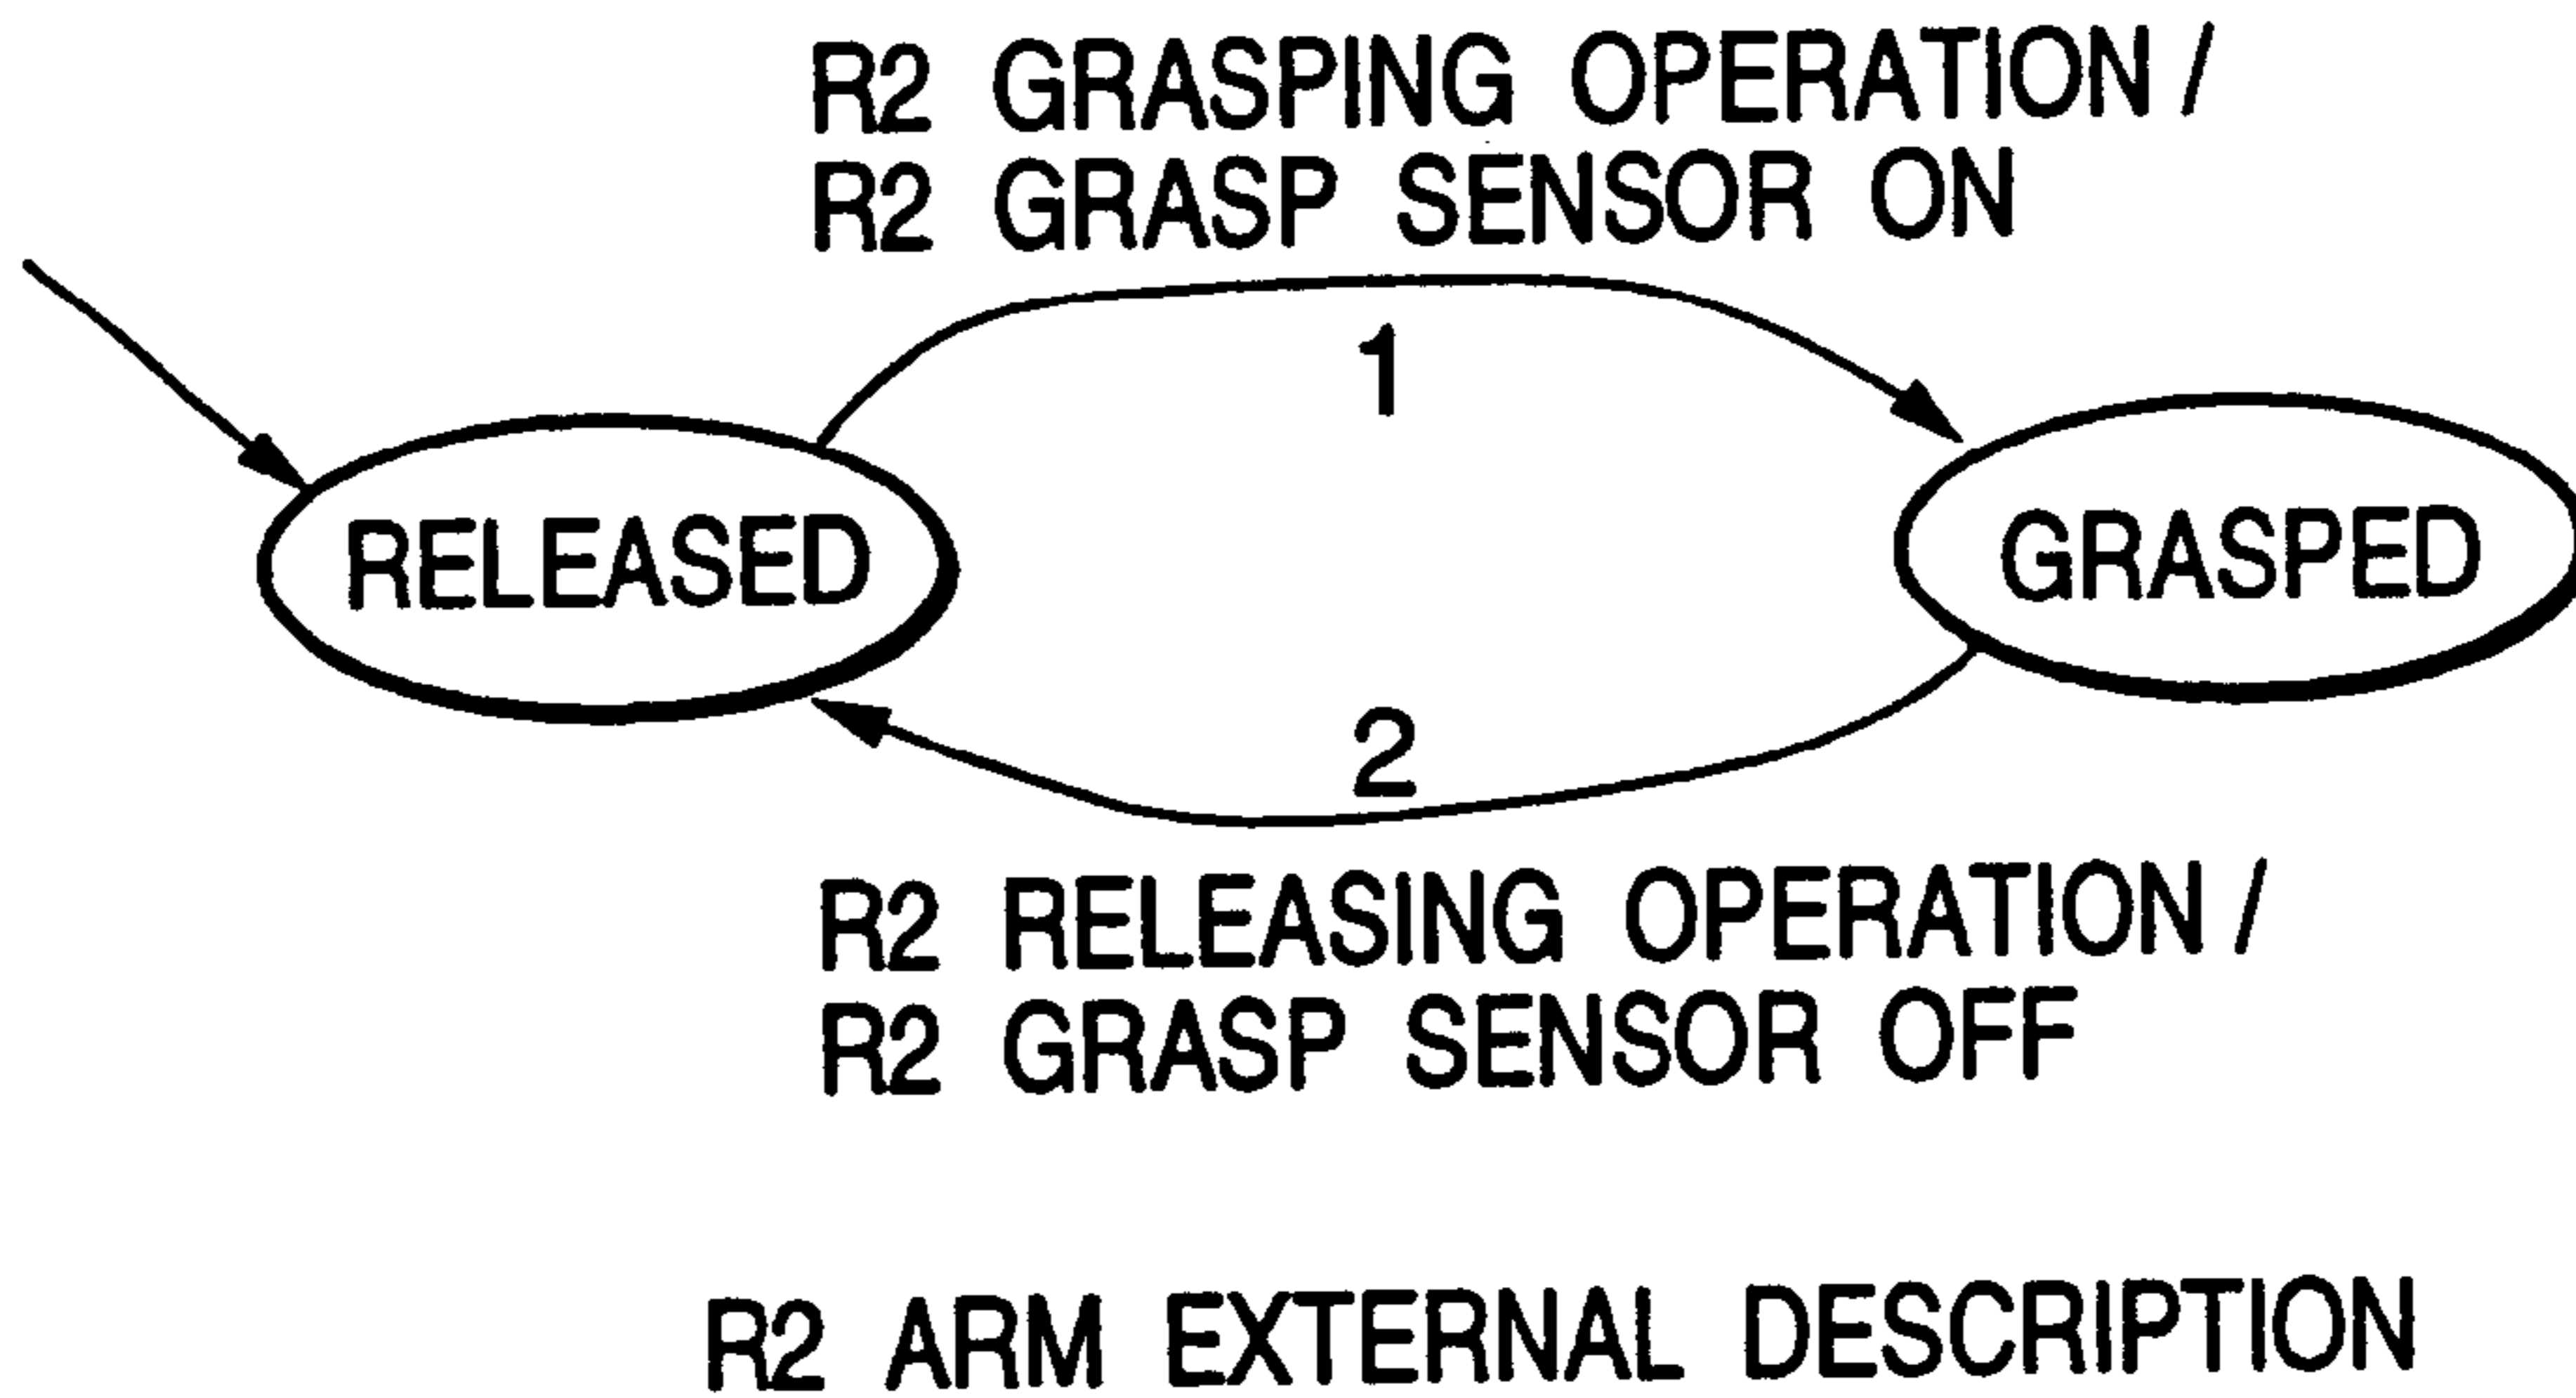 R2 GRASPING OPERATION /
R2 GRASP SENSOR ON
1
RELEASED
GRASPED
2
R2 RELEASING OPERATION /
R2 GRASP SENSOR OFF
R2 ARM EXTERNAL DESCRIPTION